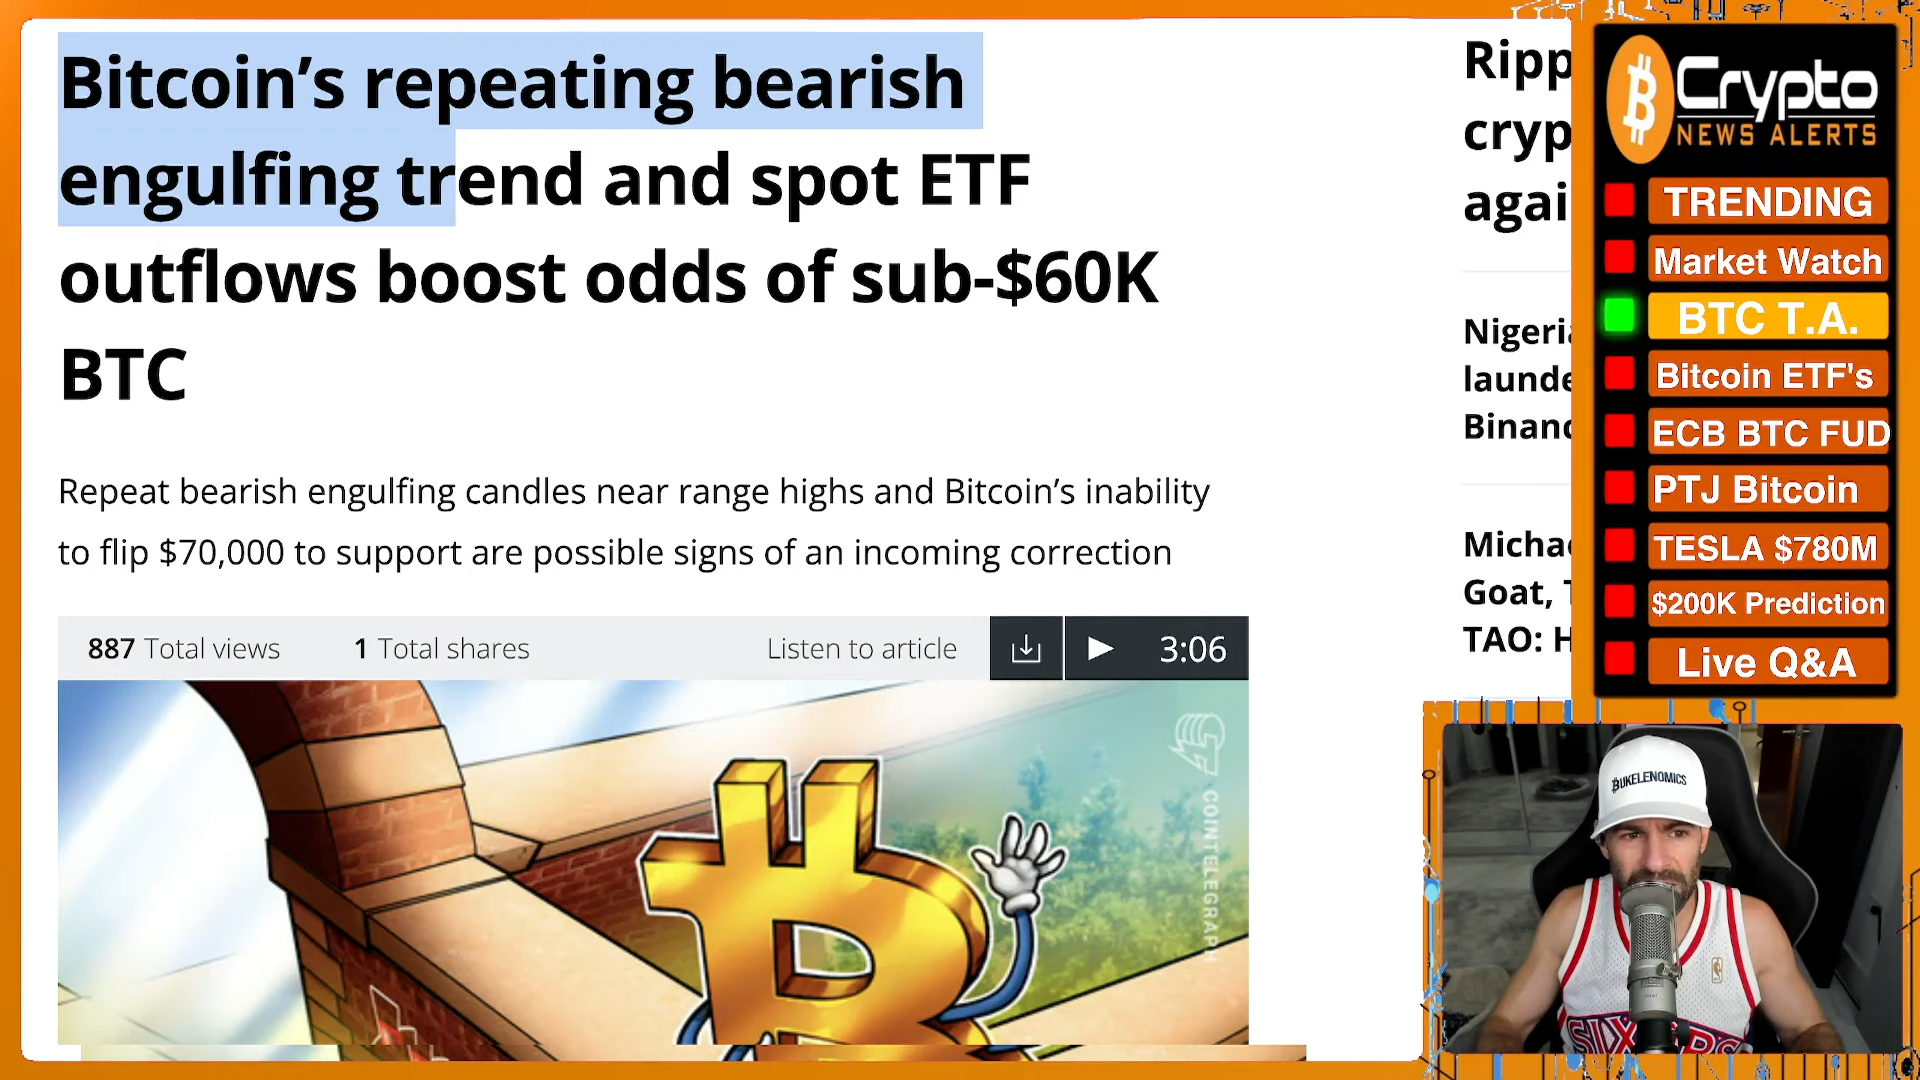 Bitcoin’s repeating bearish
engulfing trend and spot ETF
outflows boost odds of sub-$60K
BTC
Repeat bearish engulfing candles near range highs and Bitcoin’s inability
to flip $70,000 to support are possible signs of an incoming correction
887 Total views
1 Total shares
Listen to article
3:06
COINTELEGRAPH
Ripp
cryp
agai
Nigeria
launde
Binanc
Michae
Goat, T
TAO: H
Crypto
NEWS ALERTS
TRENDING
Market Watch
BTC T.A.
Bitcoin ETF's
ECB BTC FUD
PTJ Bitcoin
TESLA $780M
$200K Prediction
Live Q&A
BUKELENOMICS
SIXERS